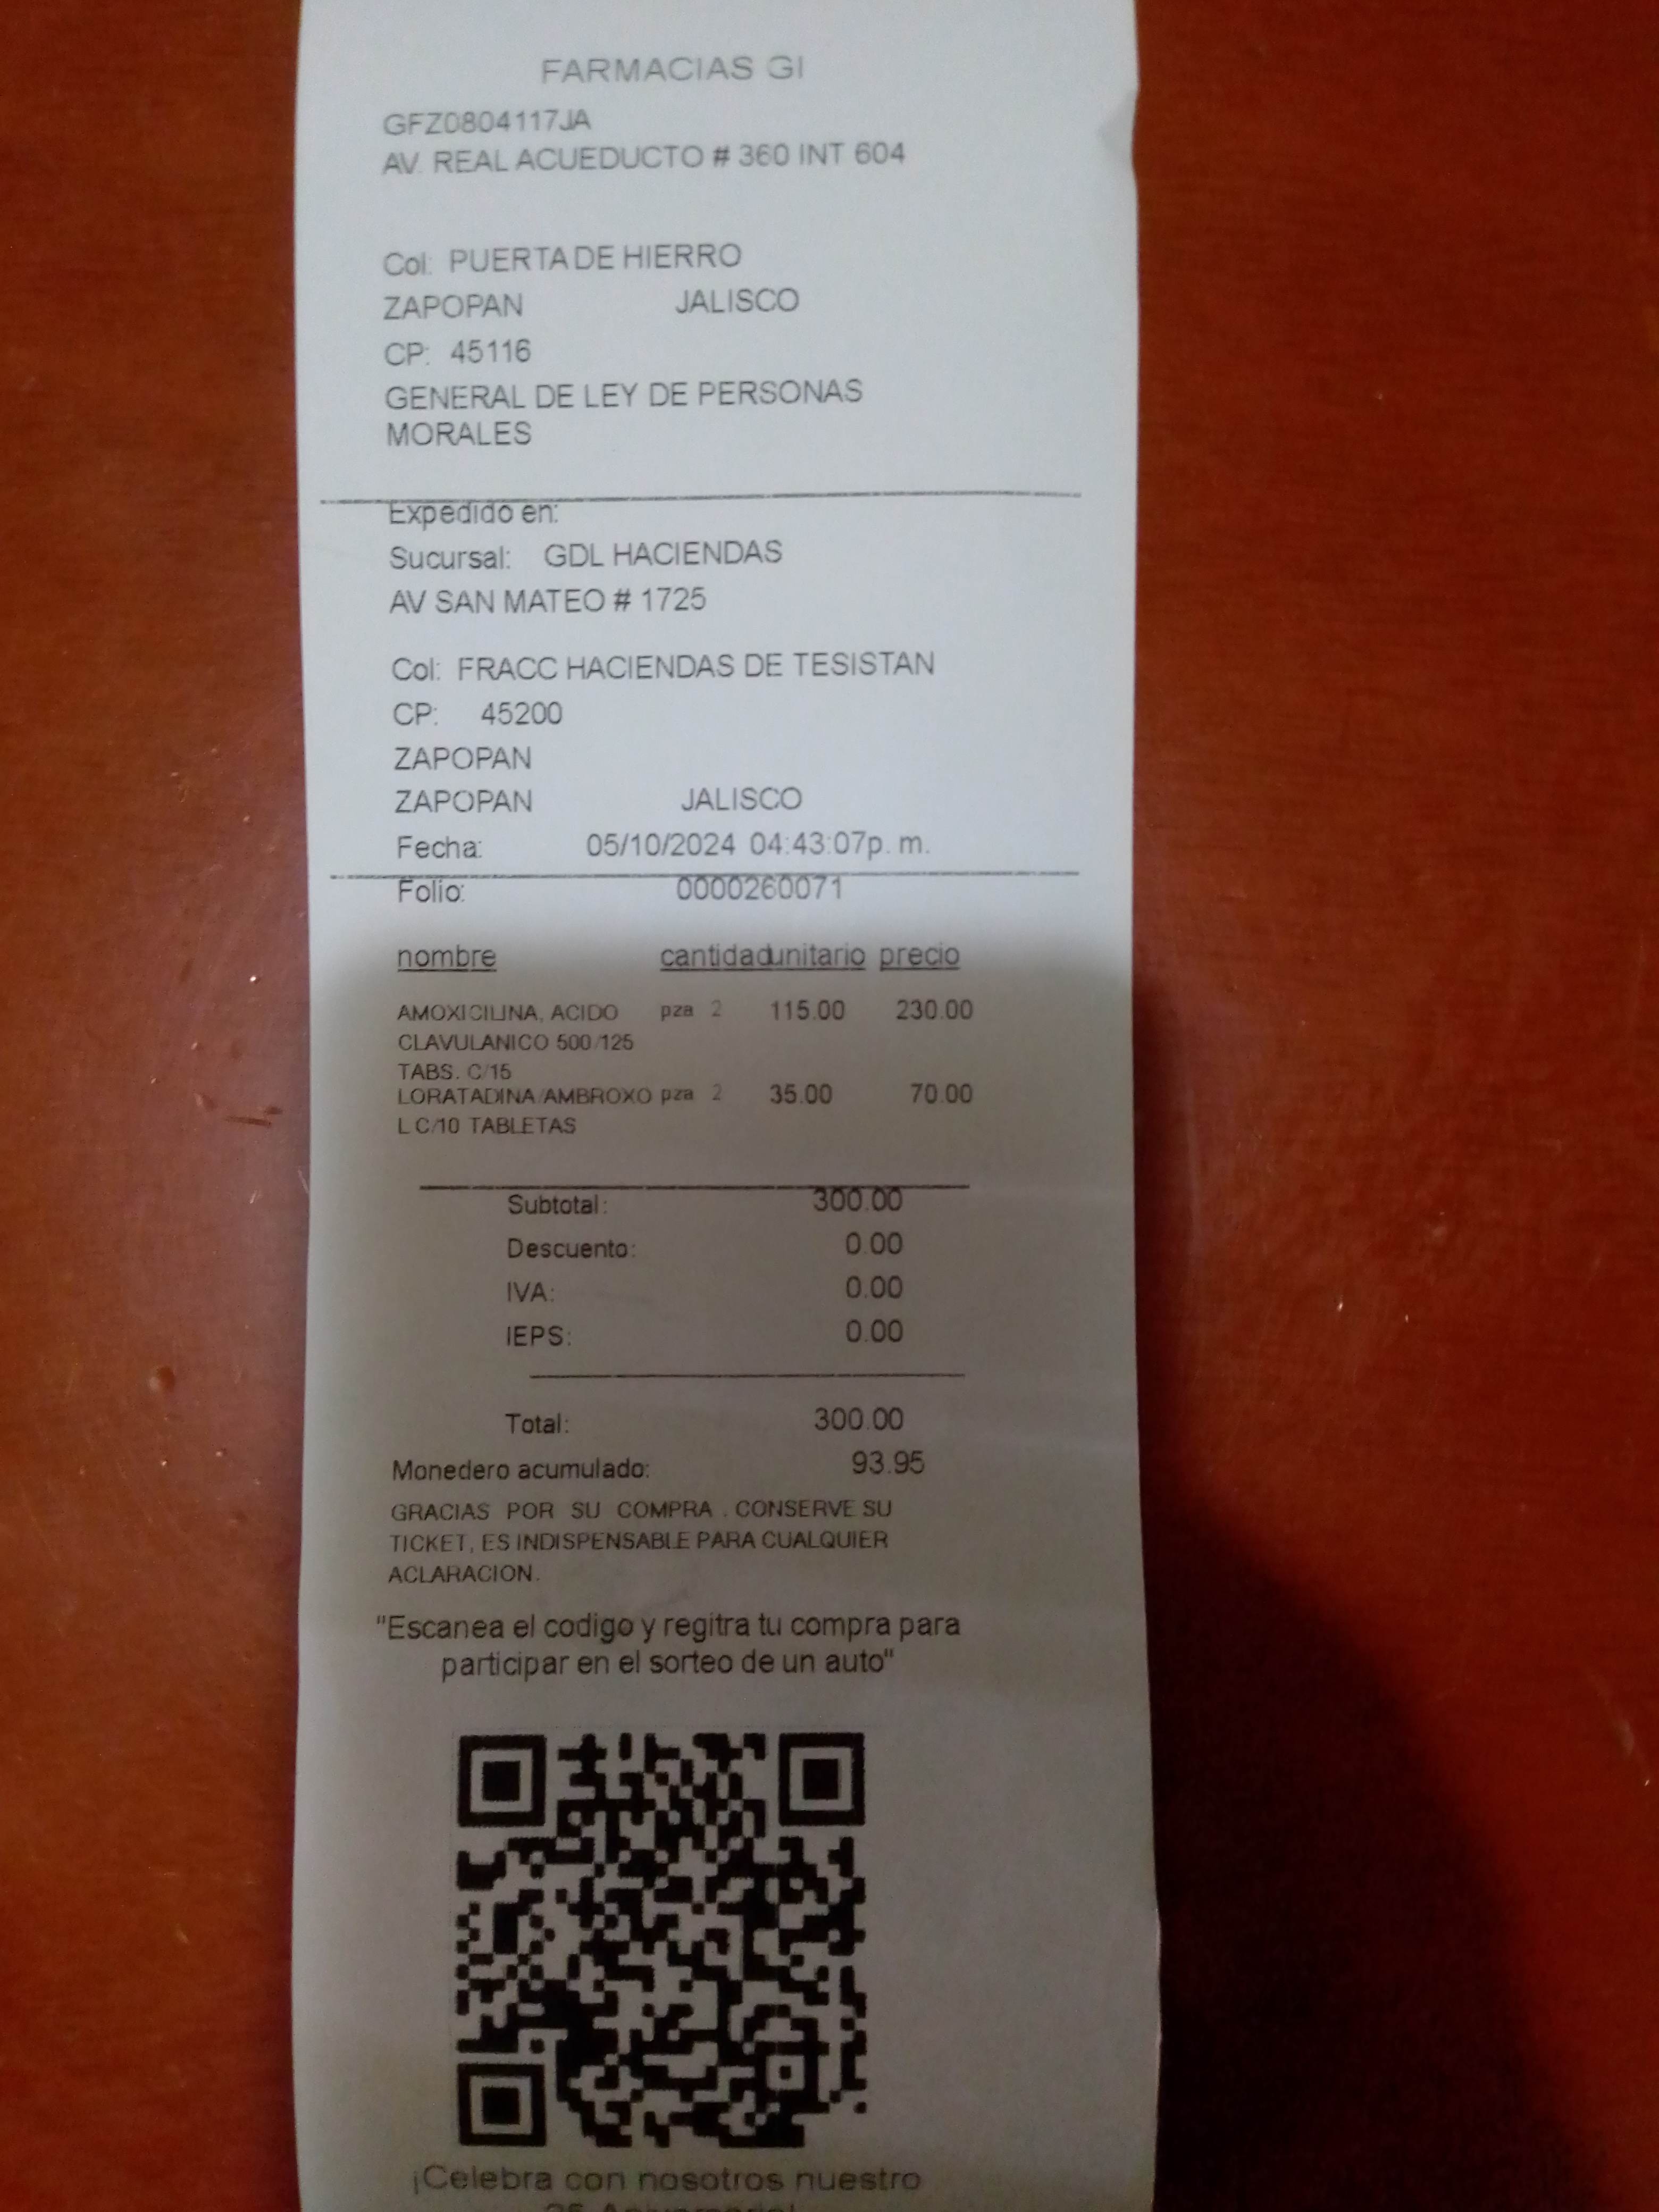 FARMACIAS GI
GFZ0804117JA
AV. REAL ACUEDUCTO # 360 INT 604
Col: PUERTA DE HIERRO
ZAPOPAN JALISCO
CP: 45116
GENERAL DE LEY DE PERSONAS
MORALES
Expedido en:
Sucursal: GDL HACIENDAS
AV SAN MATEO # 1725
Col: FRACC HACIENDAS DE TESISTAN
CP: 45200
ZAPOPAN
ZAPOPAN JALISCO
Fecha: 05/10/2024 04:43:07p. m.
Folio: 0000260071
nombre cantidad unitario precio
AMOXICILINA, ACIDO pza 2 115.00 230.00
CLAVULANICO 500/125
TABS. C/15
LORATADINA/AMBROXO pza 2 35.00 70.00
L C/10 TABLETAS
Subtotal: 300.00
Descuento: 0.00
IVA: 0.00
IEPS: 0.00
Total: 300.00
Monedero acumulado: 93.95
GRACIAS POR SU COMPRA . CONSERVE SU
TICKET, ES INDISPENSABLE PARA CUALQUIER
ACLARACION.
"Escanea el codigo y regitra tu compra para
participar en el sorteo de un auto"
¡Celebra con nosotros nuestro